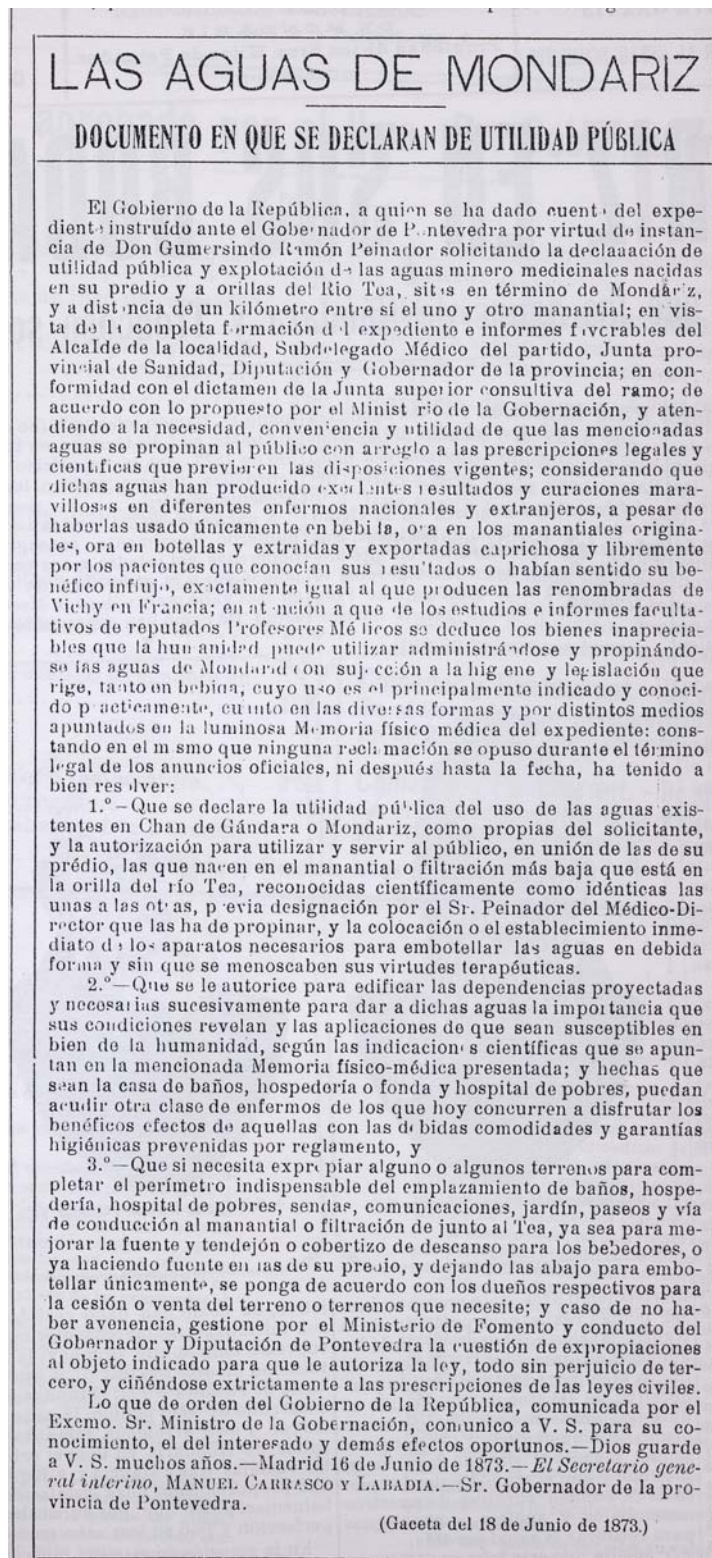 LAS AGUAS DE MONDARIZ
DOCUMENTO EN QUE SE DECLARAN DE UTILIDAD PÚBLICA
El Gobierno de la República, a quien se ha dado cuenta del expe-
diente instruído ante el Gobernador de Pontevedra por virtud de instan-
cia de Don Gumersindo Ramón Peinador solicitando la declauación de
utilidad pública y explotación de las aguas minero medicinales nacidas
en su predio y a orillas del Rio Tea, sitas en término de Mondáriz,
y a distancia de un kilómetro entre sí el uno y otro manantial; en vis-
ta de la completa formación del expediente e informes favorables del
Alcalde de la localidad, Subdelegado Médico del partido, Junta pro-
vincial de Sanidad, Diputación y Gobernador de la provincia; en con-
formidad con el dictamen de la Junta superior consultiva del ramo; de
acuerdo con lo propuesto por el Ministerio de la Gobernación, y aten-
diendo a la necesidad, conveniencia y utilidad de que las mencionadas
aguas se propinan al público con arreglo a las prescripciones legales y
científicas que previeren las disposiciones vigentes; considerando que
dichas aguas han producido excelentes resultados y curaciones mara-
villosas en diferentes enfermos nacionales y extranjeros, a pesar de
haberlas usado únicamente en bebida, ora en los manantiales origina-
les, ora en botellas y extraidas y exportadas caprichosa y libremente
por los pacientes que conocían sus resultados o habían sentido su be-
néfico influjo, exactamente igual al que producen las renombradas de
Vichy en Francia; en atención a que de los estudios e informes faculta-
tivos de reputados Profesores Médicos se deduce los bienes inaprecia-
bles que la humanidad puede utilizar administrándose y propinándo-
se las aguas de Mondarid con sujección a la higiene y legislación que
rige, tanto en bebida, cuyo uso es el principalmente indicado y conoci-
do prácticamente, cuanto en las diversas formas y por distintos medios
apuntados en la luminosa Memoria físico médica del expediente: cons-
tando en el mismo que ninguna reclamación se opuso durante el término
legal de los anuncios oficiales, ni después hasta la fecha, ha tenido a
bien resolver:
1.º—Que se declare la utilidad pública del uso de las aguas exis-
tentes en Chan de Gándara o Mondariz, como propias del solicitante,
y la autorización para utilizar y servir al público, en unión de las de su
prédio, las que nacen en el manantial o filtración más baja que está en
la orilla del río Tea, reconocidas científicamente como idénticas las
unas a las otras, previa designación por el Sr. Peinador del Médico-Di-
rector que las ha de propinar, y la colocación o el establecimiento inme-
diato de los aparatos necesarios para embotellar las aguas en debida
forma y sin que se menoscaben sus virtudes terapéuticas.
2.º—Que se le autorice para edificar las dependencias proyectadas
y necesarias sucesivamente para dar a dichas aguas la importancia que
sus condiciones revelan y las aplicaciones de que sean susceptibles en
bien de la humanidad, según las indicaciones científicas que se apun-
tan en la mencionada Memoria físico-médica presentada; y hechas que
sean la casa de baños, hospedería o fonda y hospital de pobres, puedan
acudir otra clase de enfermos de los que hoy concurren a disfrutar los
benéficos efectos de aquellas con las debidas comodidades y garantías
higiénicas prevenidas por reglamento, y
3.º—Que si necesita expropiar alguno o algunos terrenos para com-
pletar el perímetro indispensable del emplazamiento de baños, hospe-
dería, hospital de pobres, sendas, comunicaciones, jardín, paseos y vía
de conducción al manantial o filtración de junto al Tea, ya sea para me-
jorar la fuente y tendejón o cobertizo de descanso para los bebedores, o
ya haciendo fuente en las de su predio, y dejando las abajo para embo-
tellar únicamente, se ponga de acuerdo con los dueños respectivos para
la cesión o venta del terreno o terrenos que necesite; y caso de no ha-
ber avenencia, gestione por el Ministerio de Fomento y conducto del
Gobernador y Diputación de Pontevedra la cuestión de expropiaciones
al objeto indicado para que le autoriza la ley, todo sin perjuicio de ter-
cero, y ciñéndose extrictamente a las prescripciones de las leyes civiles.
Lo que de orden del Gobierno de la República, comunicada por el
Excmo. Sr. Ministro de la Gobernación, comunico a V. S. para su co-
nocimiento, el del interesado y demás efectos oportunos.—Dios guarde
a V. S. muchos años.—Madrid 16 de Junio de 1873.—El Secretario gene-
ral interino, MANUEL CARRASCO Y LABADIA.—Sr. Gobernador de la pro-
vincia de Pontevedra.
(Gaceta del 18 de Junio de 1873.)